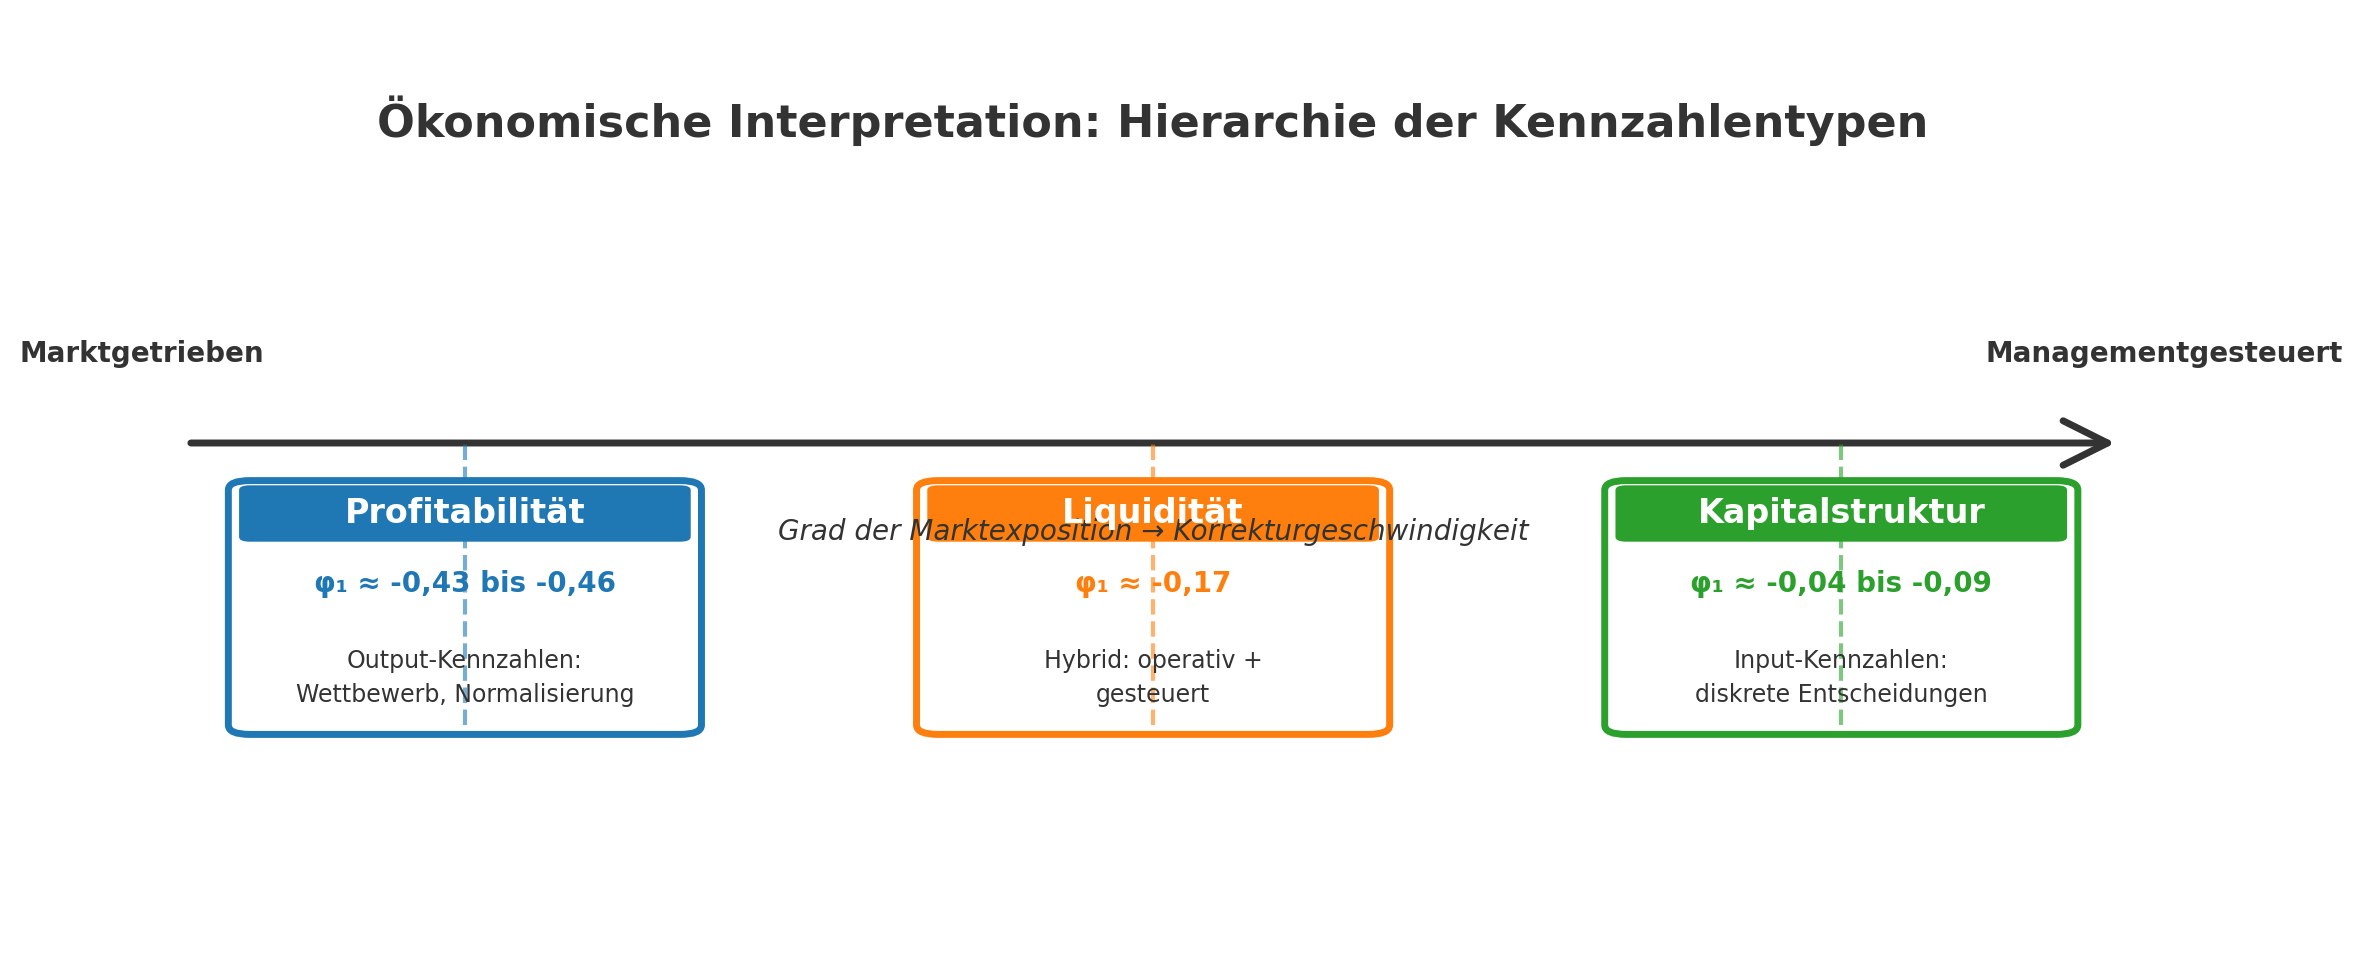 Ökonomische Interpretation: Hierarchie der Kennzahlentypen
Marktgetrieben
Managementgesteuert
Profitabilität
φ₁ ≈ -0,43 bis -0,46
Output-Kennzahlen:
Wettbewerb, Normalisierung
Liquidität
Grad der Marktexposition → Korrekturgeschwindigkeit
φ₁ ≈ -0,17
Hybrid: operativ +
gesteuert
Kapitalstruktur
φ₁ ≈ -0,04 bis -0,09
Input-Kennzahlen:
diskrete Entscheidungen